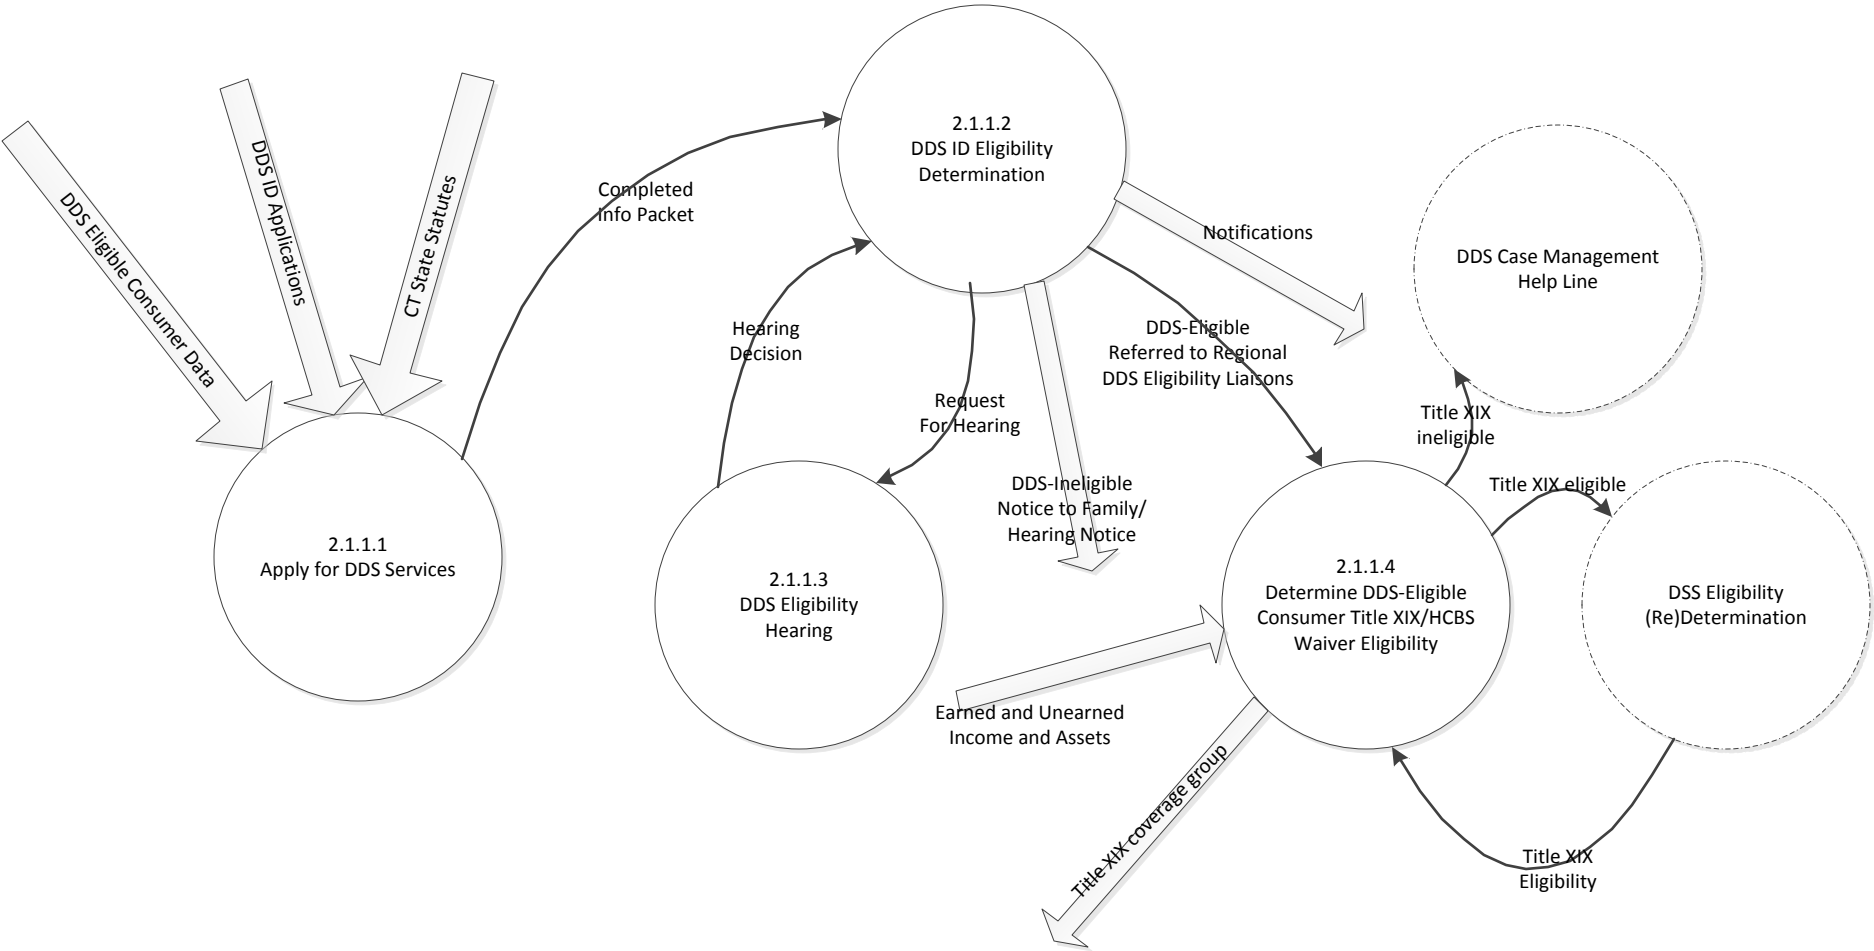 DDS Eligible Consumer Data
DDS ID Applications
CT State Statutes
2.1.1.1
Apply for DDS Services
Completed
Info Packet
2.1.1.2
DDS ID Eligibility
Determination
Hearing
Decision
Request
For Hearing
2.1.1.3
DDS Eligibility
Hearing
DDS-Ineligible
Notice to Family/
Hearing Notice
DDS-Eligible
Referred to Regional
DDS Eligibility Liaisons
Notifications
DDS Case Management
Help Line
Title XIX
ineligible
Title XIX eligible
2.1.1.4
Determine DDS-Eligible
Consumer Title XIX/HCBS
Waiver Eligibility
DSS Eligibility
(Re)Determination
Earned and Unearned
Income and Assets
Title XIX coverage group
Title XIX
Eligibility